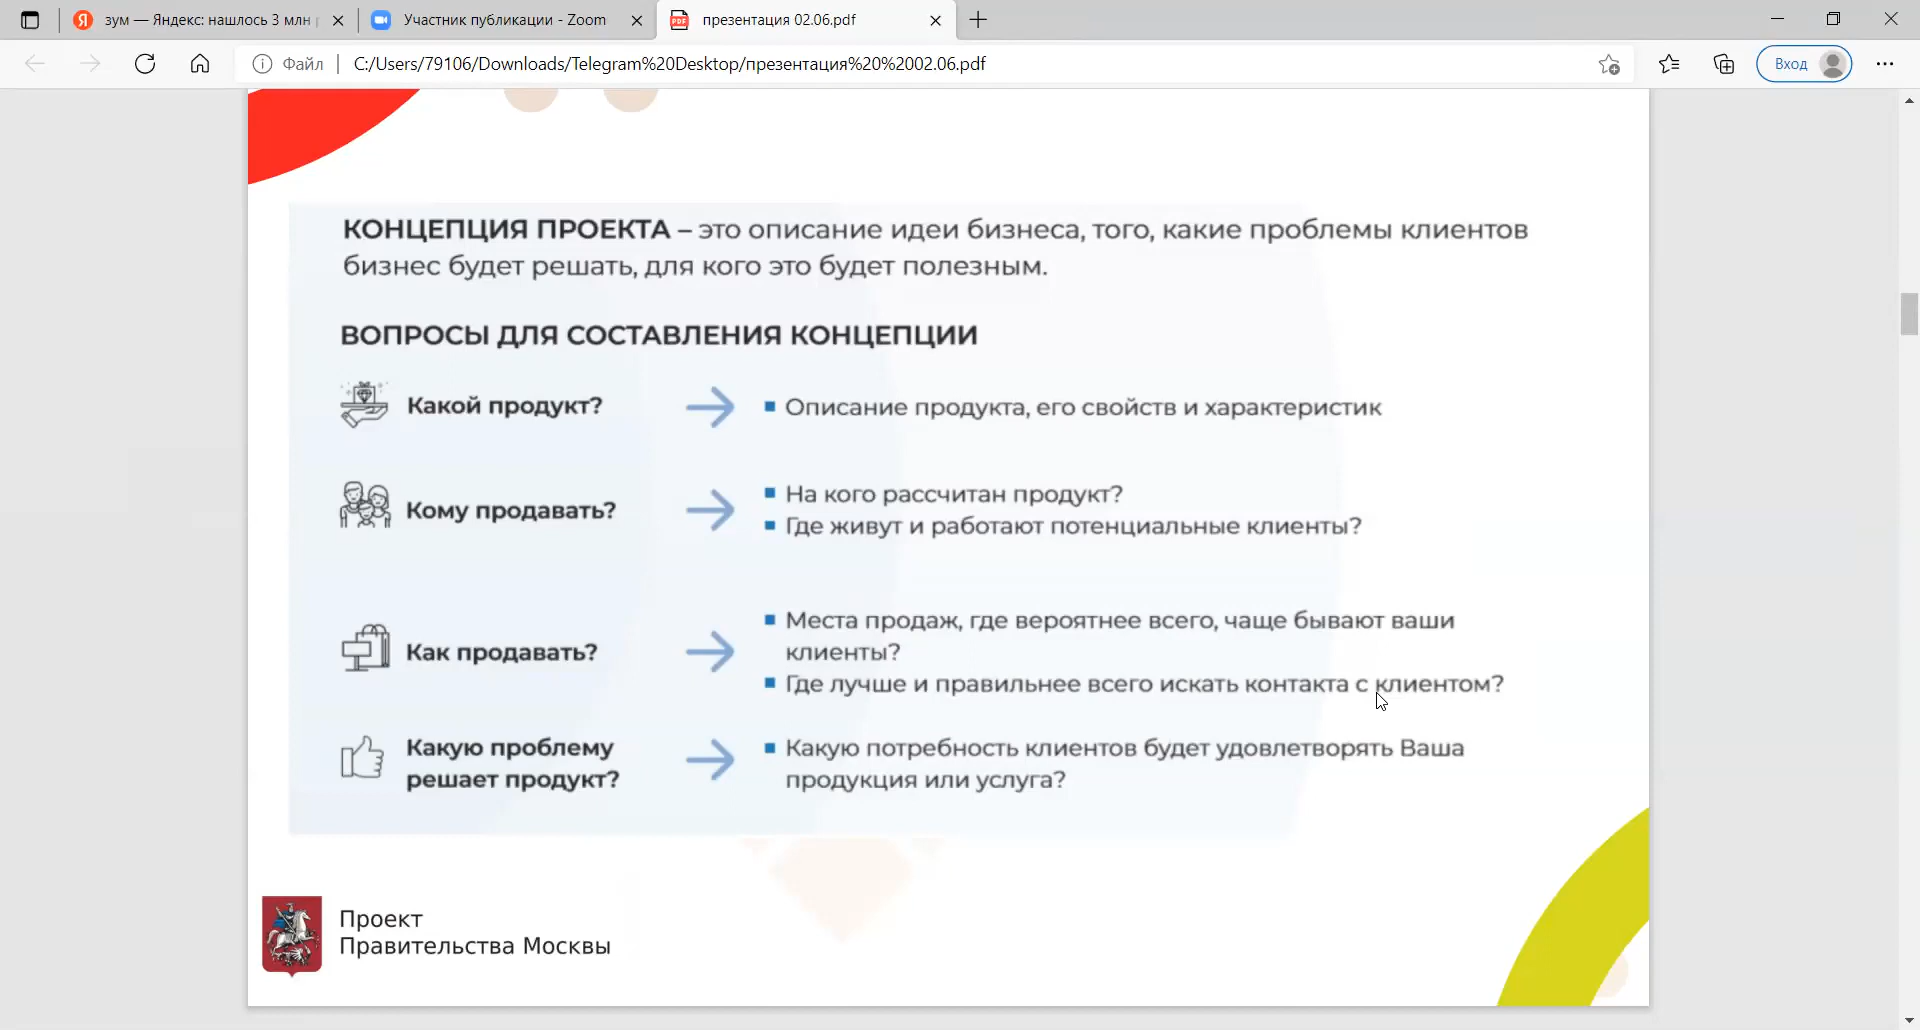 зум — Яндекс: нашлось 3 млн
Участник публикации - Zoom
презентация 02.06.pdf
Файл
C:/Users/79106/Downloads/Telegram%20Desktop/презентация%20%2002.06.pdf
Вход
КОНЦЕПЦИЯ ПРОЕКТА – это описание идеи бизнеса, того, какие проблемы клиентов
бизнес будет решать, для кого это будет полезным.
ВОПРОСЫ ДЛЯ СОСТАВЛЕНИЯ КОНЦЕПЦИИ
Какой продукт?
Описание продукта, его свойств и характеристик
Кому продавать?
На кого рассчитан продукт?
Где живут и работают потенциальные клиенты?
Как продавать?
Места продаж, где вероятнее всего, чаще бывают ваши
клиенты?
Где лучше и правильнее всего искать контакта с клиентом?
Какую проблему
решает продукт?
Какую потребность клиентов будет удовлетворять Ваша
продукция или услуга?
Проект
Правительства Москвы